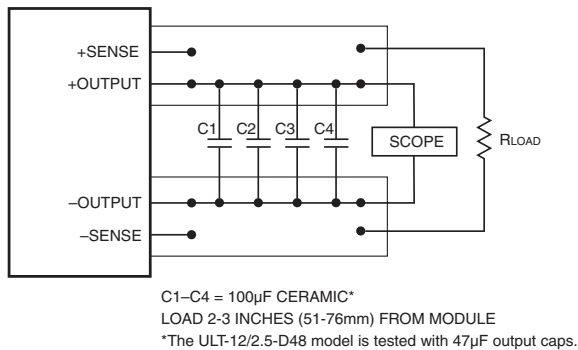 +SENSE
+OUTPUT
C1 C2 C3 C4
SCOPE
RLOAD
−OUTPUT
−SENSE
C1–C4 = 100µF CERAMIC*
LOAD 2-3 INCHES (51-76mm) FROM MODULE
*The ULT-12/2.5-D48 model is tested with 47µF output caps.